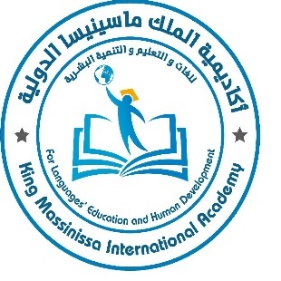 أكاديمية الملك ماسينيسا الدولية
للغات و التعليم و التنمية البشرية
For Languages' Education and Human Development
King Massinissa International Academy